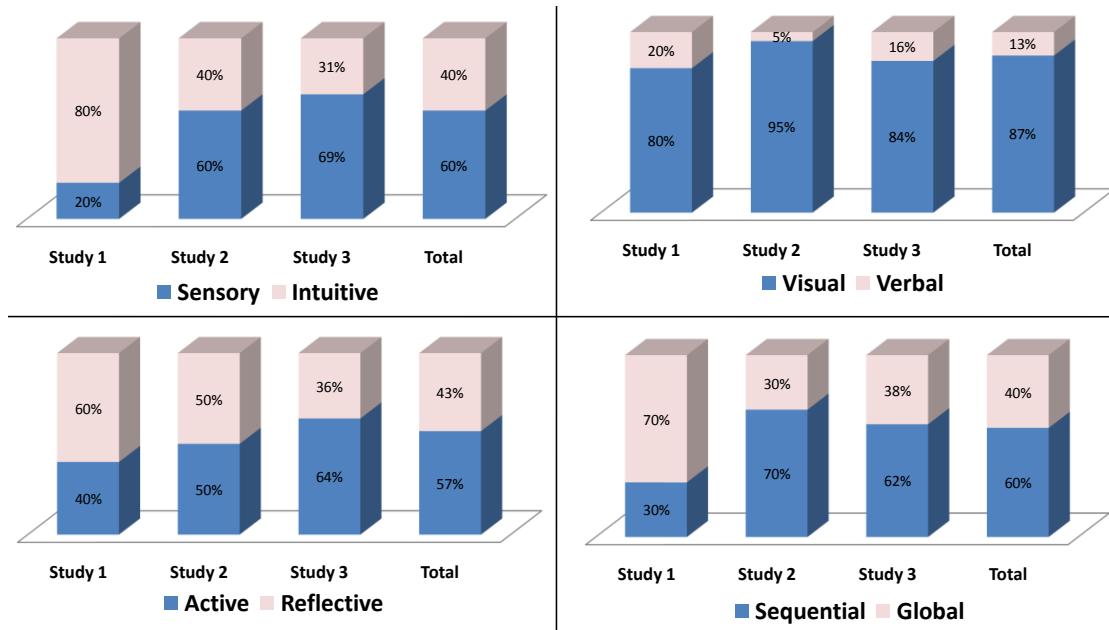 80% 40% 31% 40%
20% 60% 69% 60%
Study 1 Study 2 Study 3 Total
Sensory Intuitive
20% 5% 16% 13%
80% 95% 84% 87%
Study 1 Study 2 Study 3 Total
Visual Verbal
60% 50% 36% 43%
40% 50% 64% 57%
Study 1 Study 2 Study 3 Total
Active Reflective
70% 30% 38% 40%
30% 70% 62% 60%
Study 1 Study 2 Study 3 Total
Sequential Global